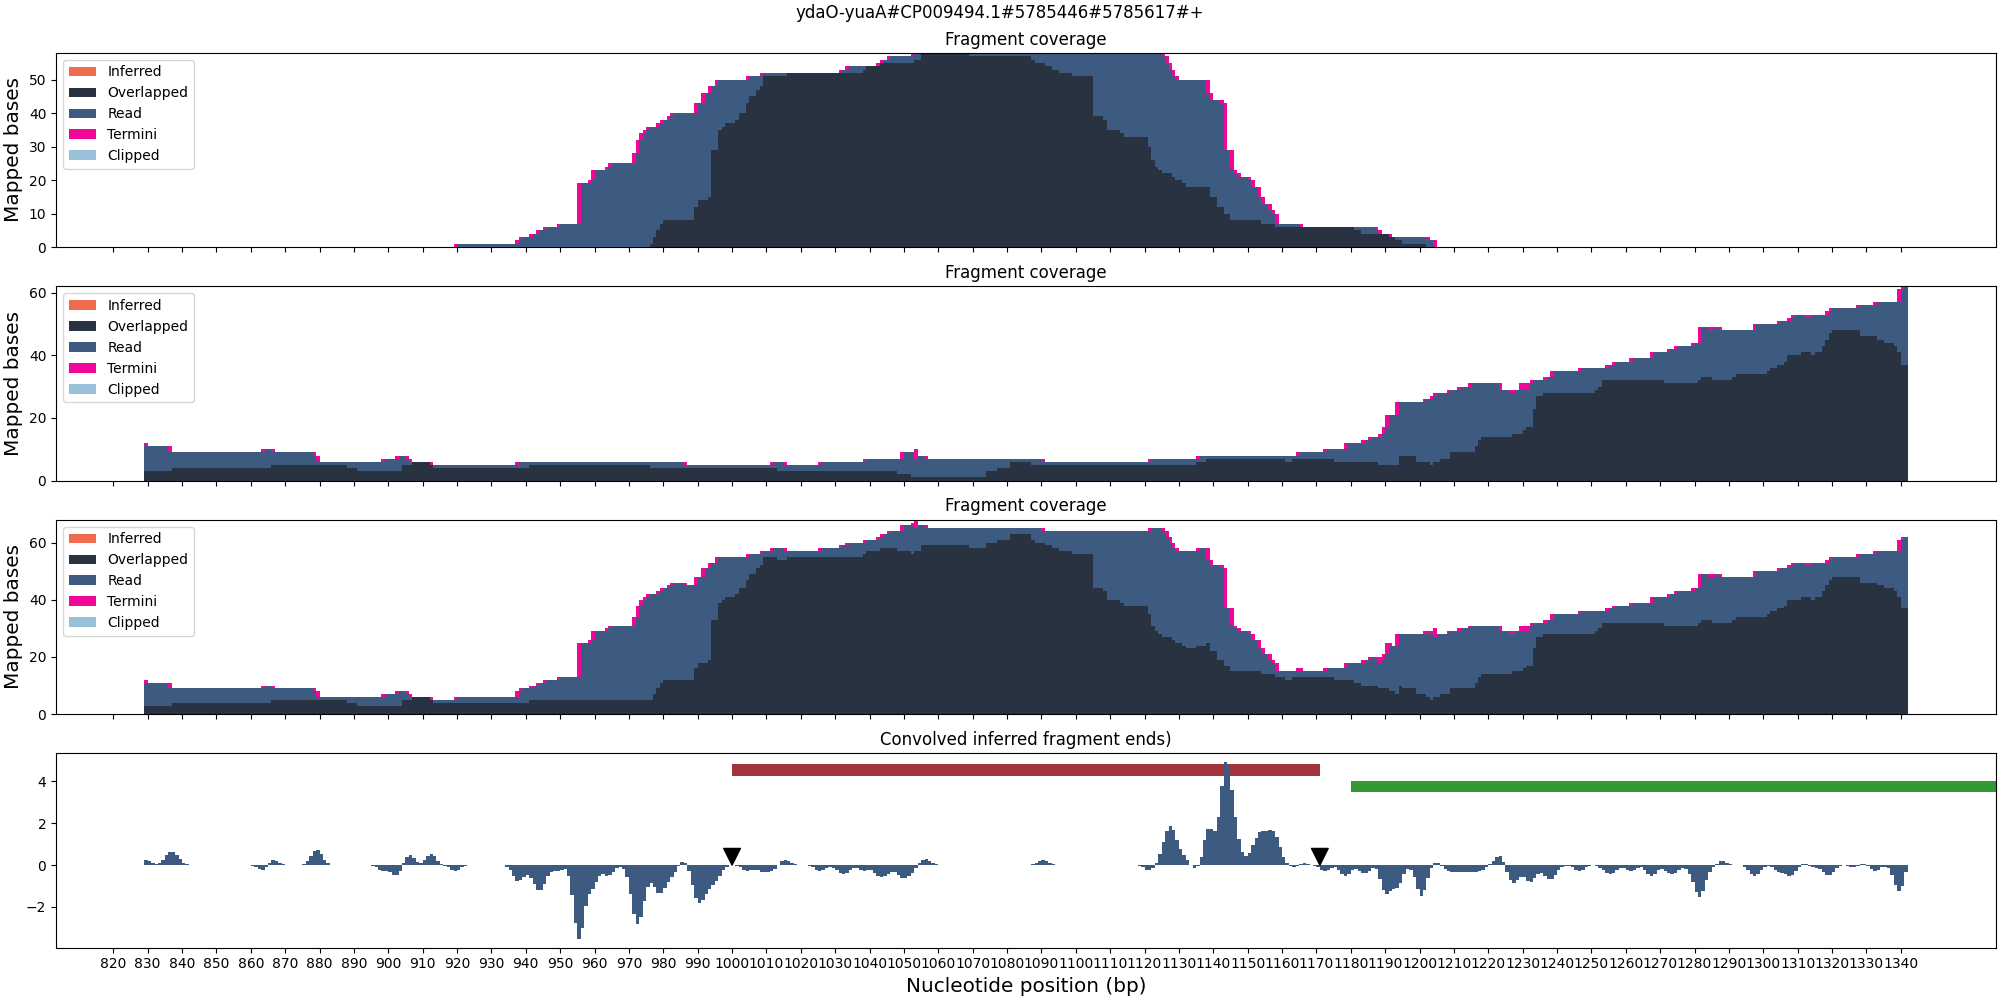 ydaO-yuaA#CP009494.1#5785446#5785617#+
Fragment coverage
Mapped bases
50
40
30
20
10
0
Inferred
Overlapped
Read
Termini
Clipped
Fragment coverage
Mapped bases
60
40
20
0
Inferred
Overlapped
Read
Termini
Clipped
Fragment coverage
Mapped bases
60
40
20
0
Inferred
Overlapped
Read
Termini
Clipped
Convolved inferred fragment ends)
4
2
0
−2
820 830 840 850 860 870 880 890 900 910 920 930 940 950 960 970 980 990 1000 1010 1020 1030 1040 1050 1060 1070 1080 1090 1100 1110 1120 1130 1140 1150 1160 1170 1180 1190 1200 1210 1220 1230 1240 1250 1260 1270 1280 1290 1300 1310 1320 1330 1340
Nucleotide position (bp)